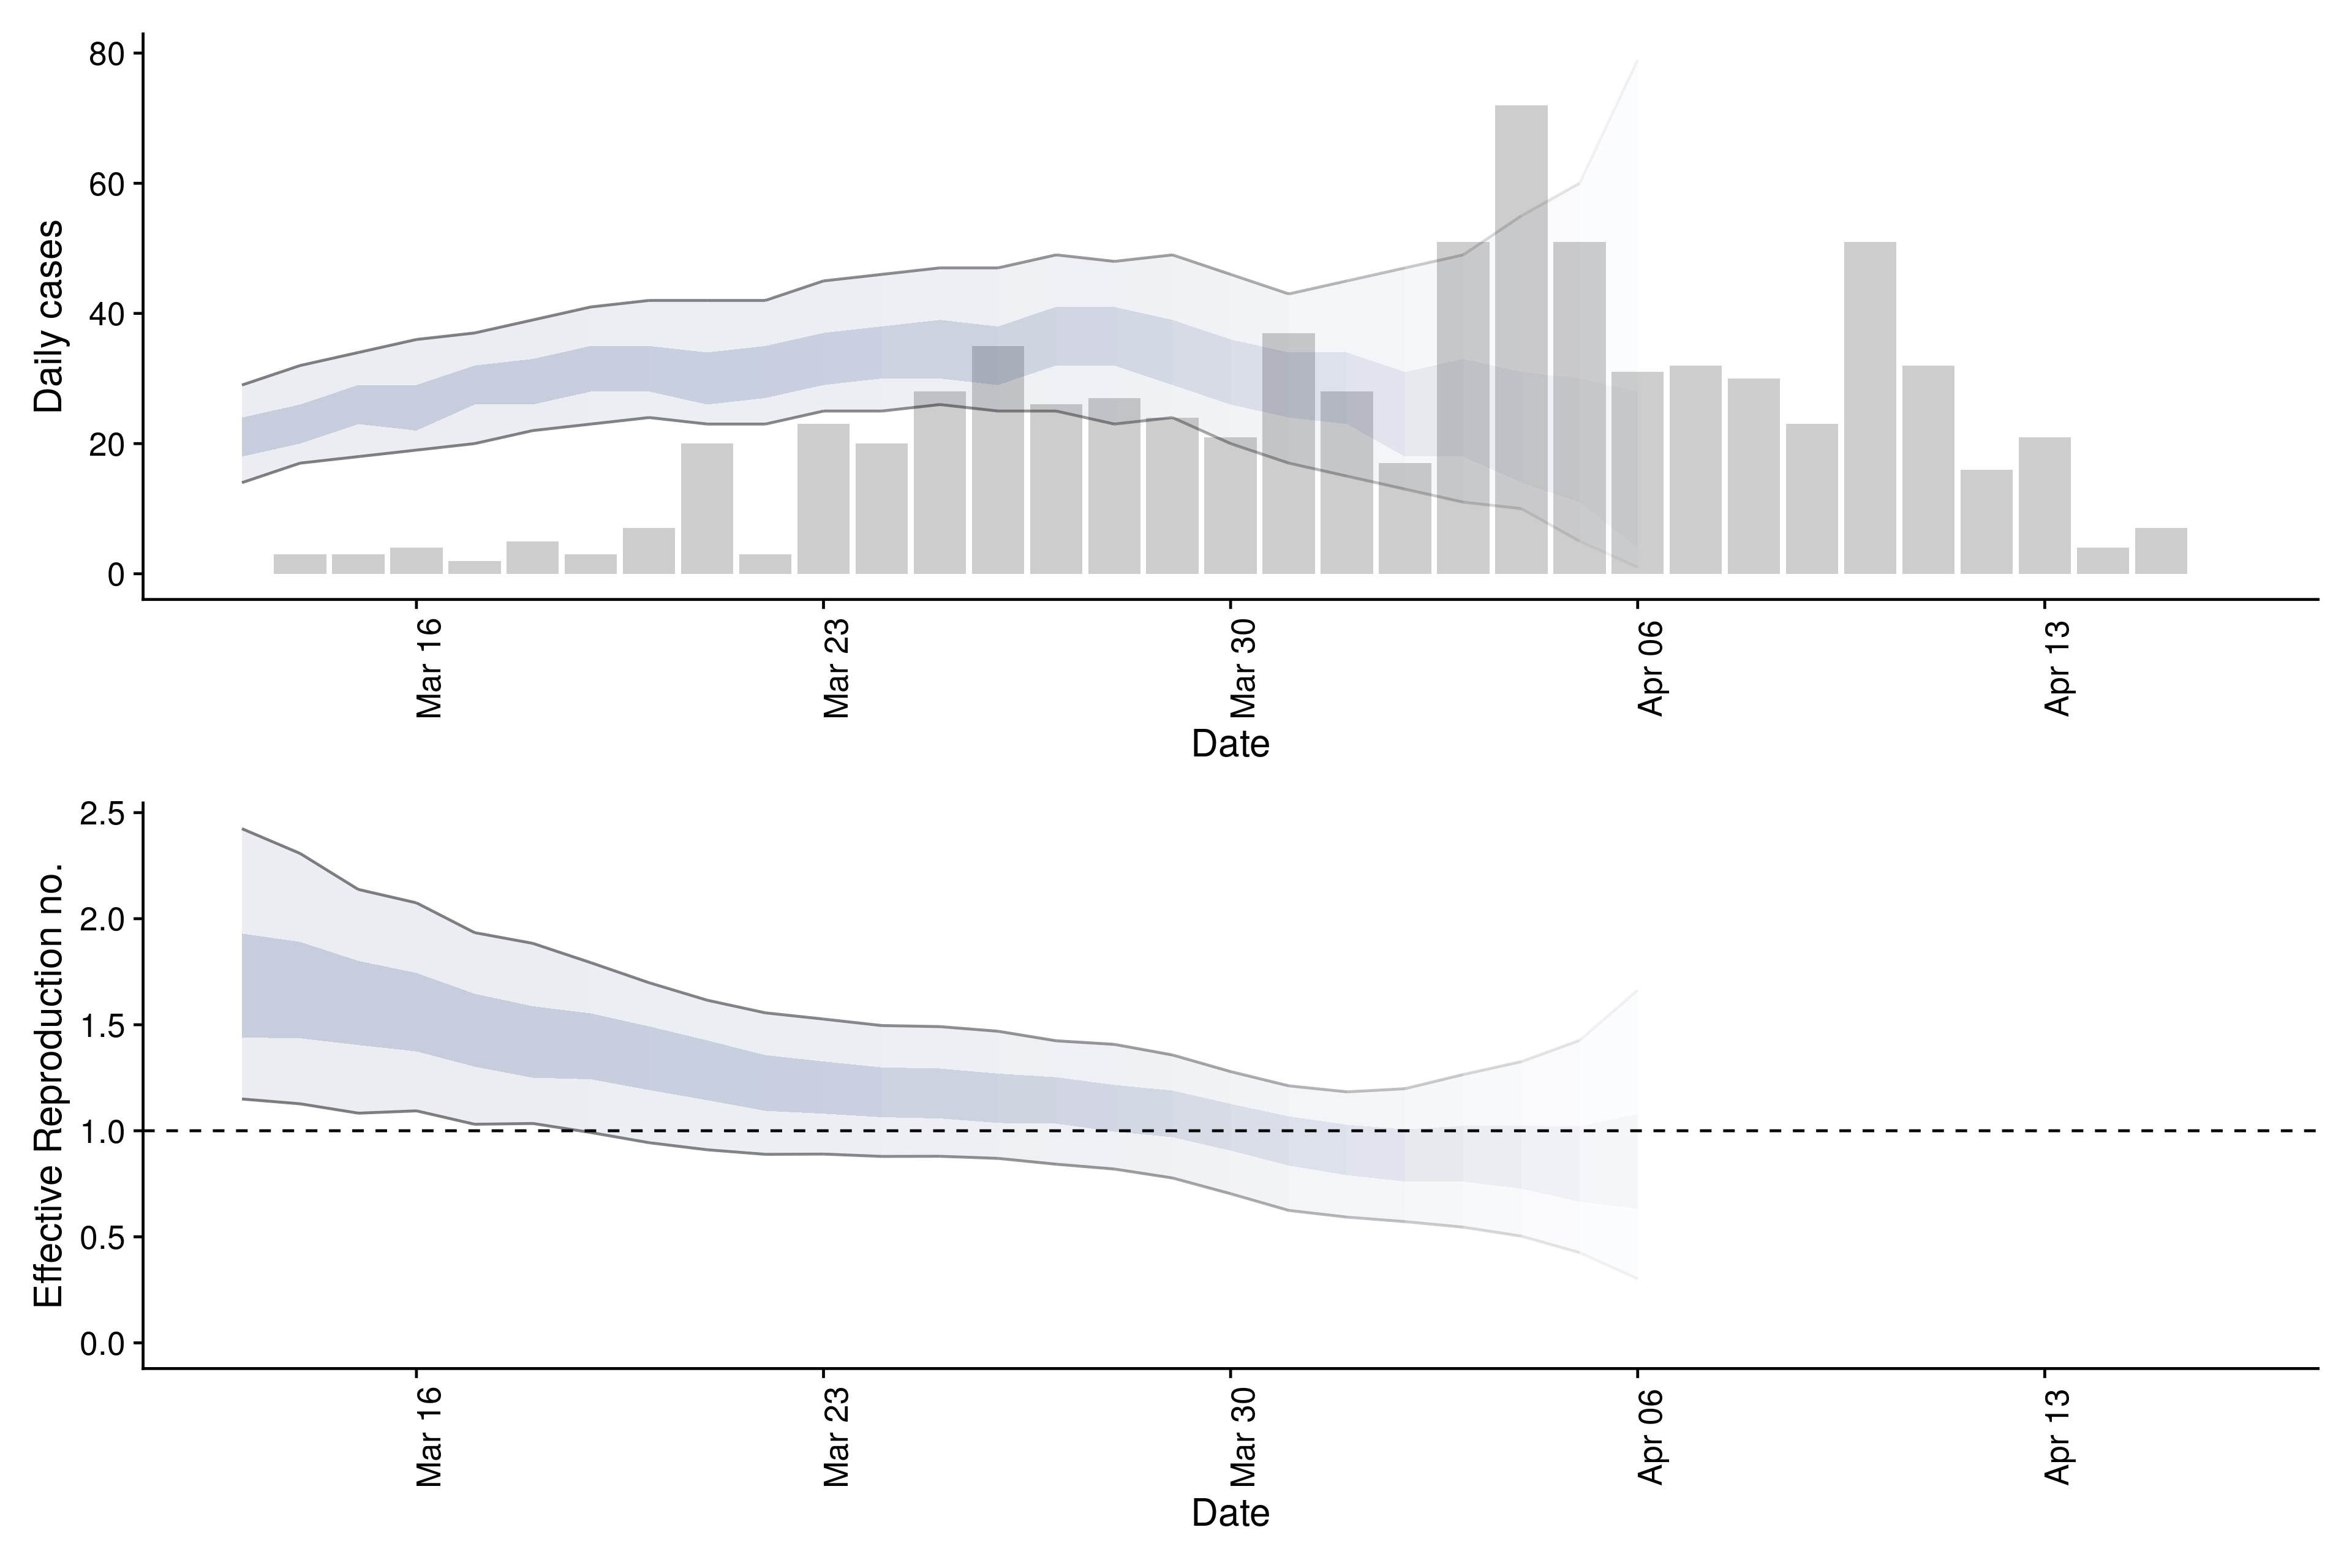 Daily cases
80
60
40
20
0
Mar 16
Mar 23
Mar 30
Apr 06
Apr 13
Date
Effective Reproduction no.
2.5
2.0
1.5
1.0
0.5
0.0
Mar 16
Mar 23
Mar 30
Apr 06
Apr 13
Date